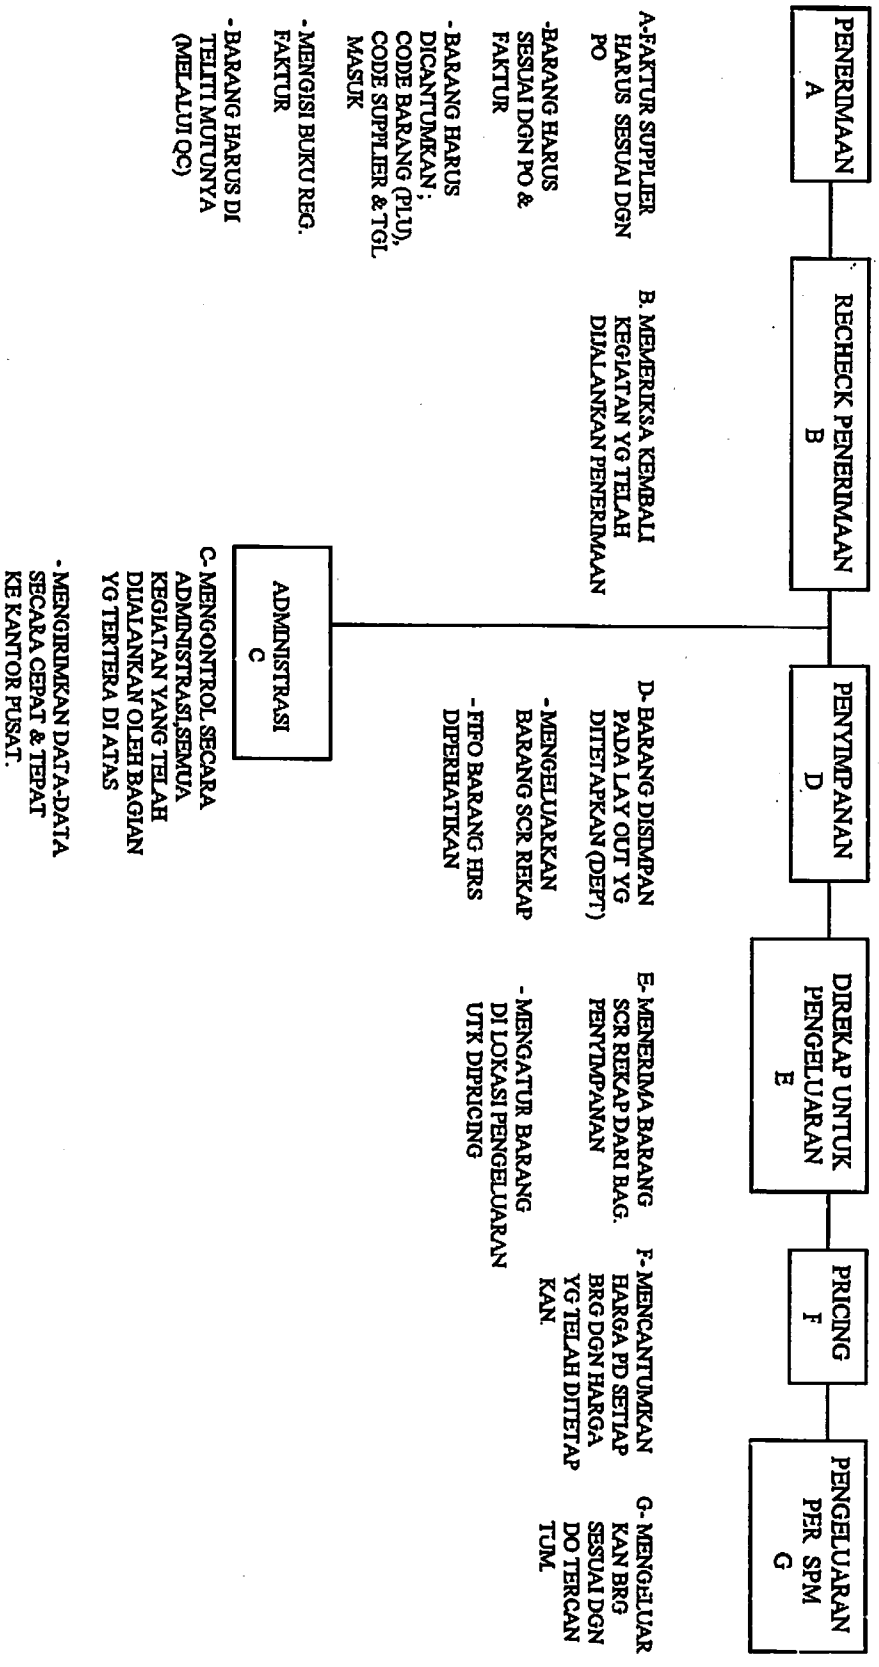 PENERIMAAN
A
RECHECK PENERIMAAN
B
PENYIMPANAN
D
DIREKAP UNTUK
PENGELUARAN
E
PRICING
F
PENGELUARAN
PER SPM
G
A-FAKTUR SUPPLIER
HARUS SESUAI DGN
PO
-BARANG HARUS
SESUAI DGN PO &
FAKTUR
- BARANG HARUS
DICANTUMKAN ;
CODE BARANG (PLU),
CODE SUPPLIER & TGL
MASUK
- MENGISI BUKU REG.
FAKTUR
- BARANG HARUS DI
TELITI MUTUNYA
(MELALUI QC)
B. MEMERIKSA KEMBALI
KEGIATAN YG TELAH
DIJALANKAN PENERIMAAN
ADMINISTRASI
C
C- MENGONTROL SECARA
ADMINISTRASI,SEMUA
KEGIATAN YANG TELAH
DIJALANKAN OLEH BAGIAN
YG TERTERA DI ATAS
- MENGIRIMKAN DATA-DATA
SECARA CEPAT & TEPAT
KE KANTOR PUSAT.
D- BARANG DISIMPAN
PADA LAY OUT YG
DITETAPKAN (DEPT)
- MENGELUARKAN
BARANG SCR REKAP
- FIFO BARANG HRS
DIPERHATIKAN
E- MENERIMA BARANG
SCR REKAP DARI BAG.
PENYIMPANAN
- MENGATUR BARANG
DI LOKASI PENGELUARAN
UTK DIPRICING
F- MENCANTUMKAN
HARGA PD SETIAP
BRG DGN HARGA
YG TELAH DITETAP
KAN.
G- MENGELUAR
KAN BRG
SESUAI DGN
DO TERCAN
TUM.